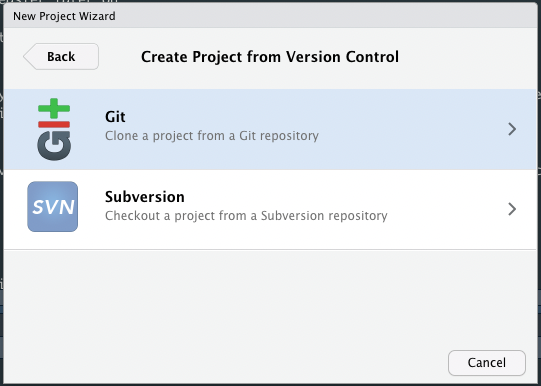 New Project Wizard
Back
Create Project from Version Control
git
Git
Clone a project from a Git repository
SVN
Subversion
Checkout a project from a Subversion repository
Cancel